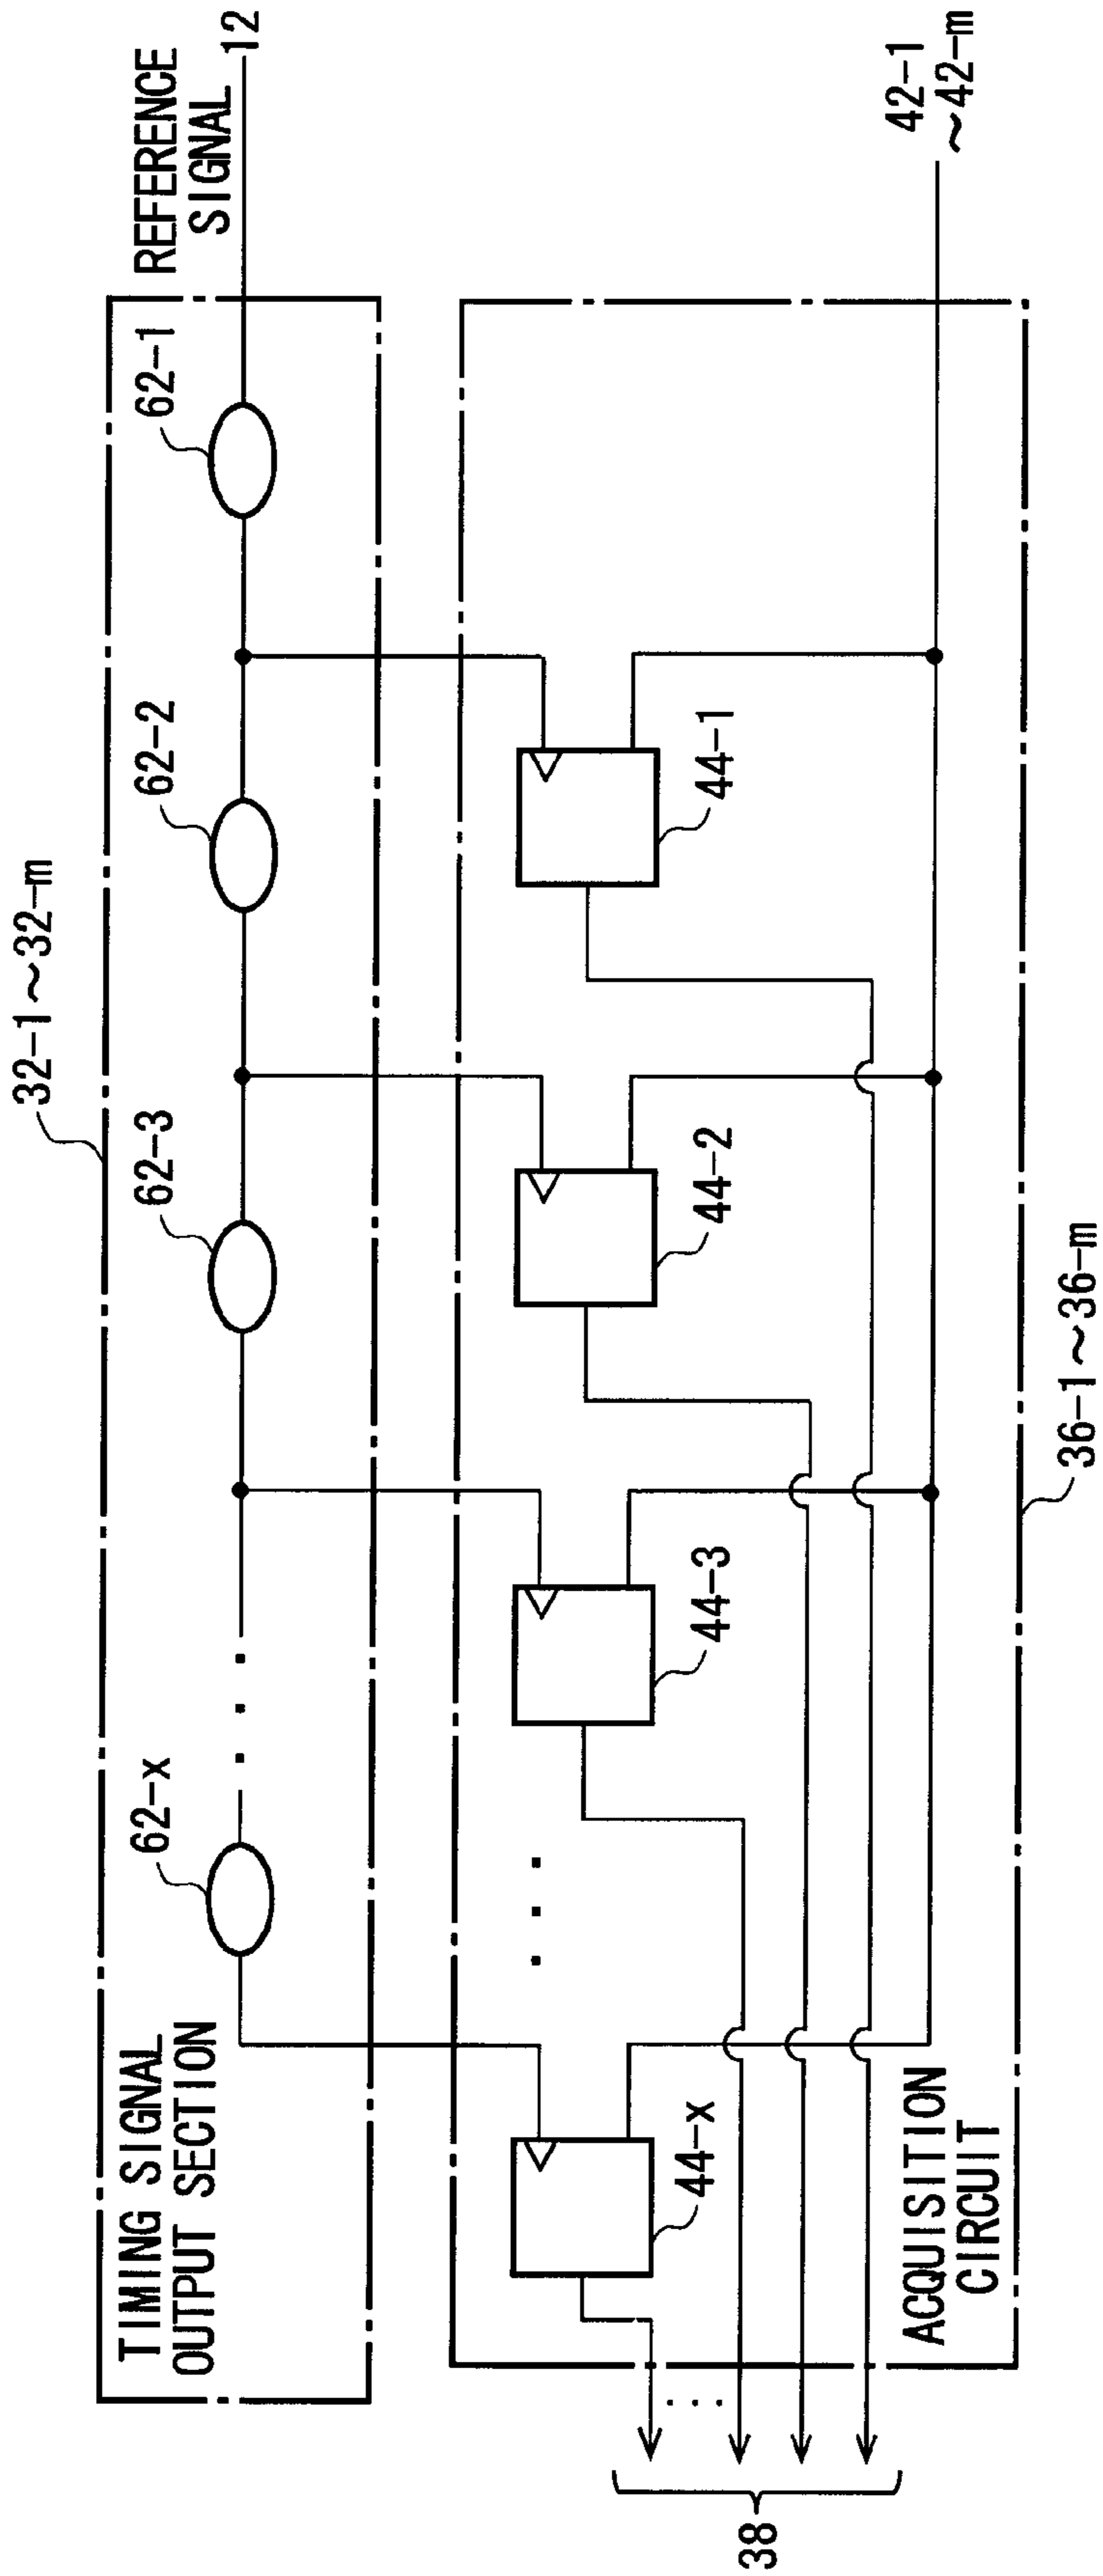 32-1~32-m
TIMING SIGNAL
OUTPUT SECTION
62-x
62-3
62-2
62-1
REFERENCE
SIGNAL
12
44-x
44-3
44-2
44-1
42-1
~42-m
ACQUISITION
CIRCUIT
38
36-1~36-m